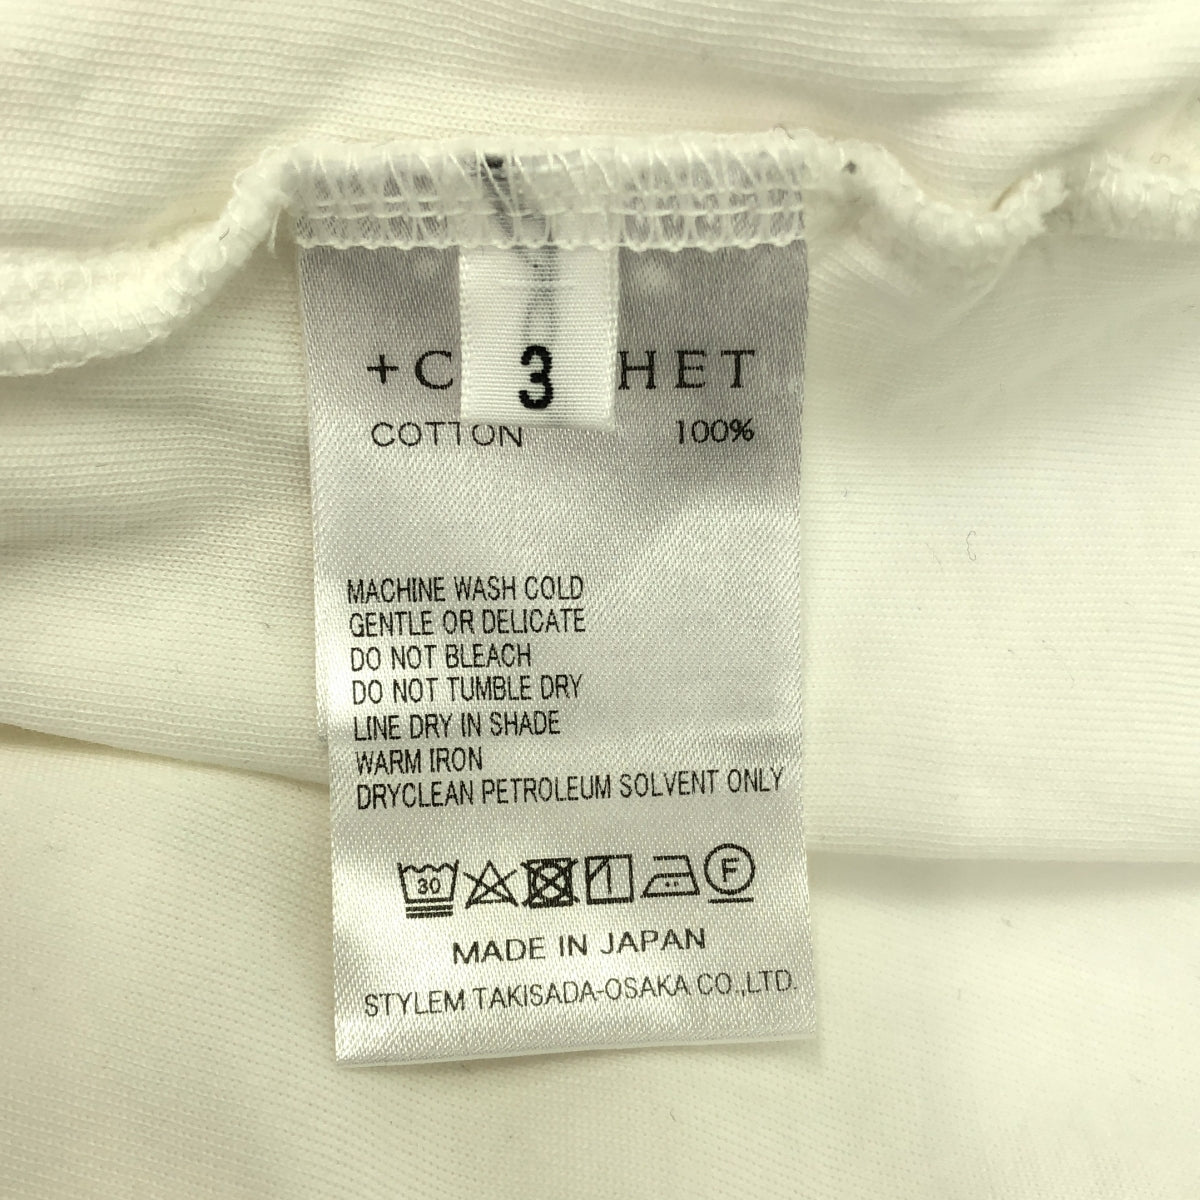 +C HET
3
COTTON 100%
MACHINE WASH COLD
GENTLE OR DELICATE
DO NOT BLEACH
DO NOT TUMBLE DRY
LINE DRY IN SHADE
WARM IRON
DRYCLEAN PETROLEUM SOLVENT ONLY
30 F
MADE IN JAPAN
STYLEM TAKISADA-OSAKA CO.,LTD.